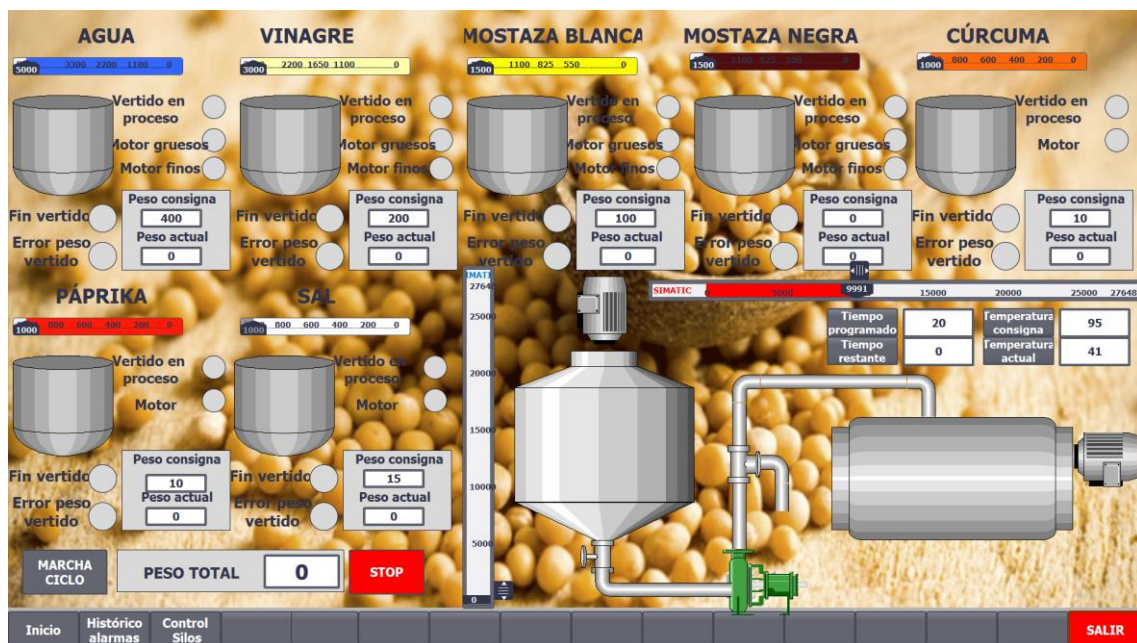 AGUA
VINAGRE
MOSTAZA BLANCA
MOSTAZA NEGRA
CÚRCUMA
5000 3300 2200 1100 0
3000 2200 1650 1100 0
1500 1100 825 550 0
1500 1100 825 550 0
1000 800 600 400 200 0
Vertido en
proceso
Motor gruesos
Motor finos
Fin vertido
Error peso
vertido
Peso consigna
400
Peso actual
0
Vertido en
proceso
Motor gruesos
Motor finos
Fin vertido
Error peso
vertido
Peso consigna
200
Peso actual
0
Vertido en
proceso
Motor gruesos
Motor finos
Fin vertido
Error peso
vertido
Peso consigna
100
Peso actual
0
Vertido en
proceso
Motor gruesos
Motor finos
Fin vertido
Error peso
vertido
Peso consigna
0
Peso actual
0
Vertido en
proceso
Motor
Fin vertido
Error peso
vertido
Peso consigna
10
Peso actual
0
PÁPRIKA
SAL
1000 800 600 400 200 0
1000 800 600 400 200 0
Vertido en
proceso
Motor
Fin vertido
Error peso
vertido
Peso consigna
10
Peso actual
0
Vertido en
proceso
Motor
Fin vertido
Error peso
vertido
Peso consigna
15
Peso actual
0
27648
20000
15000
10000
5000
0
SIMATIC 0 5000 9991 15000 20000 25000 27648
Tiempo
programado
20
Temperatura
consigna
95
Tiempo
restante
0
Temperatura
actual
41
MARCHA
CICLO
PESO TOTAL
0
STOP
Inicio
Histórico
alarmas
Control
Silos
SALIR